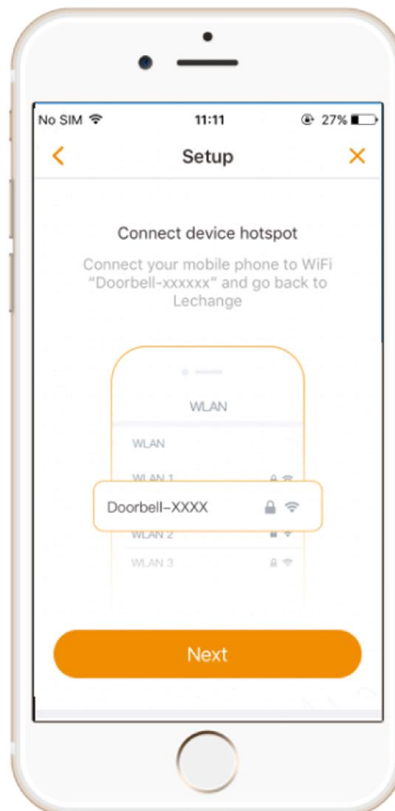 No SIM 11:11 27%
Setup
Connect device hotspot
Connect your mobile phone to WiFi
“Doorbell-xxxxxx” and go back to
Lechange
WLAN
WLAN
WLAN 1
Doorbell-XXXX
WLAN 2
WLAN 3
Next